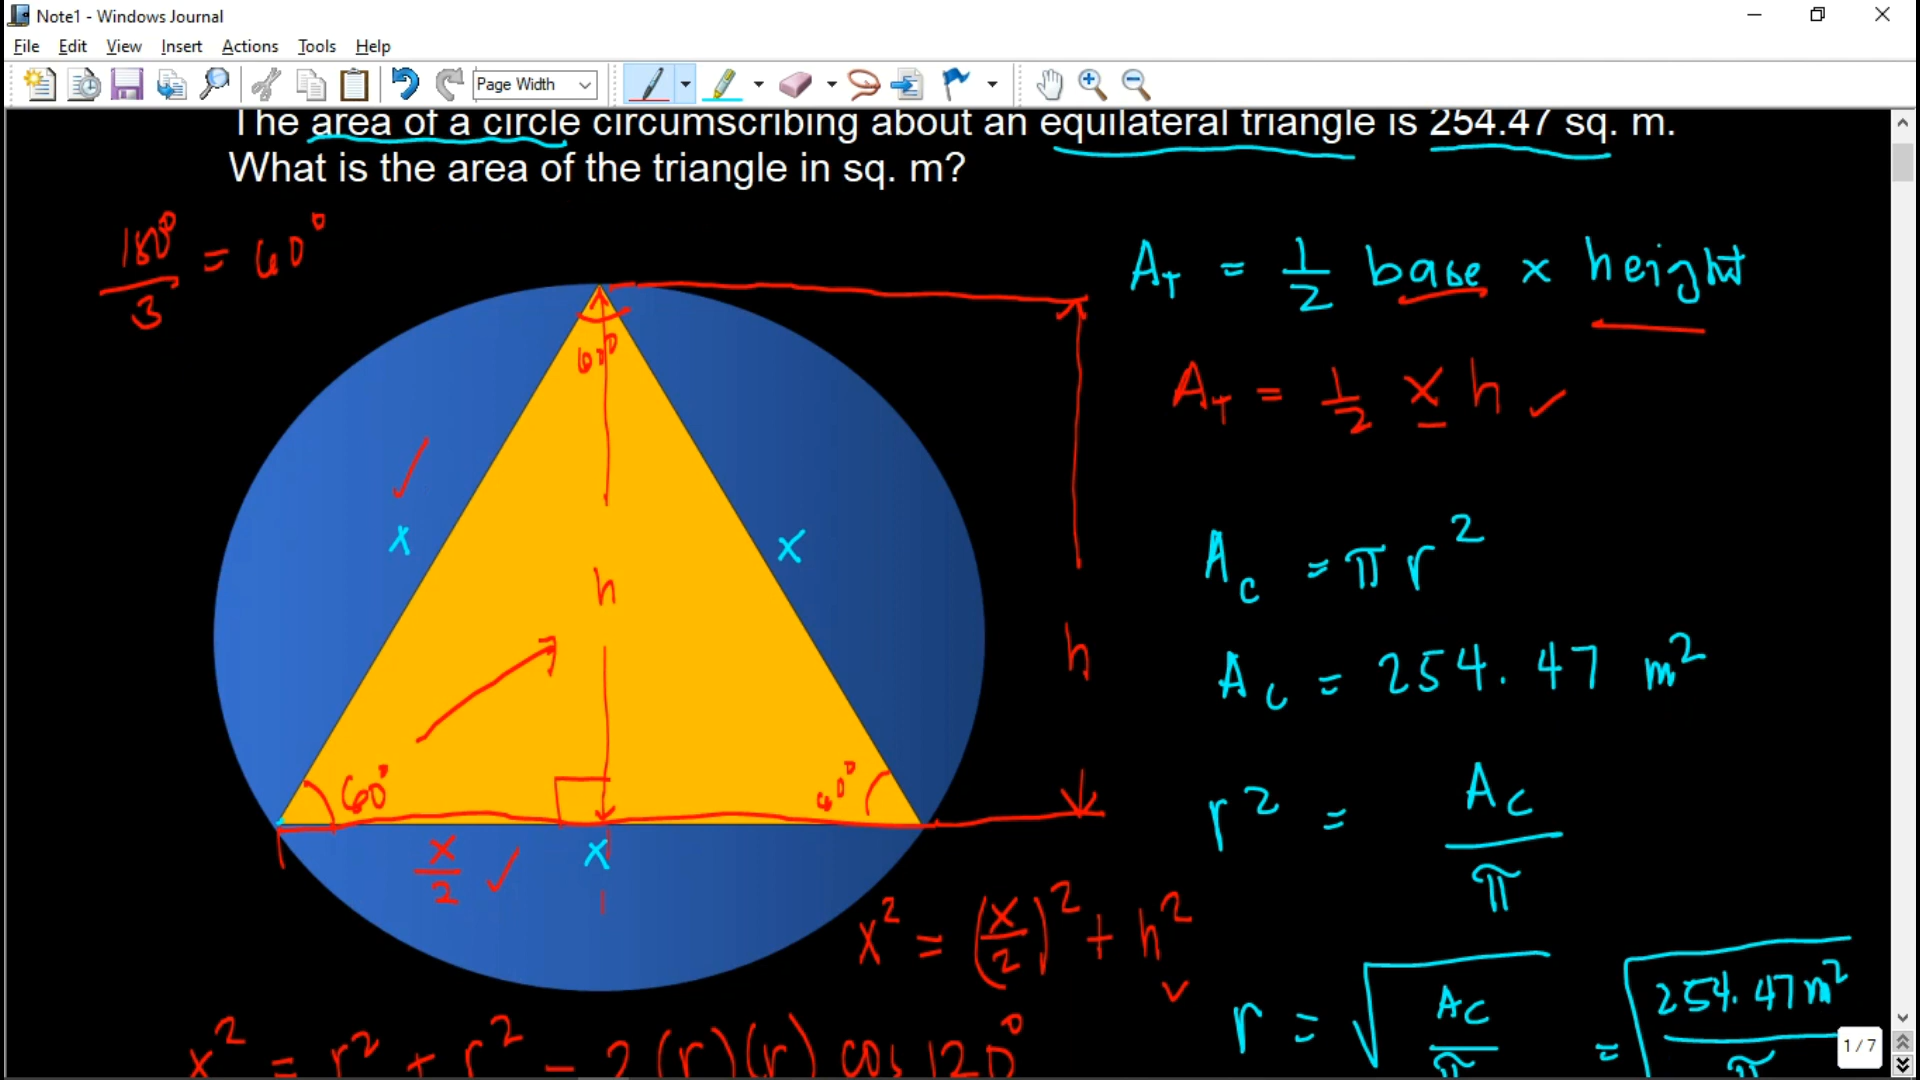 Note1 - Windows Journal
File Edit View Insert Actions Tools Help
Page Width
The area of a circle circumscribing about an equilateral triangle is 254.47 sq. m.
What is the area of the triangle in sq. m?
180°/3 = 60°
A_T = 1/2 base x height
60°
A_T = 1/2 x h ✓
x
x
h
A_c = πr²
h
A_c = 254.47 m²
60°
60°
r² = A_c/π
x/2 ✓
x
x² = (x/2)² + h²
r = √(A_c/π) = √(254.47m²/π)
x² = r² + r² - 2(r)(r) cos 120°
1 / 7